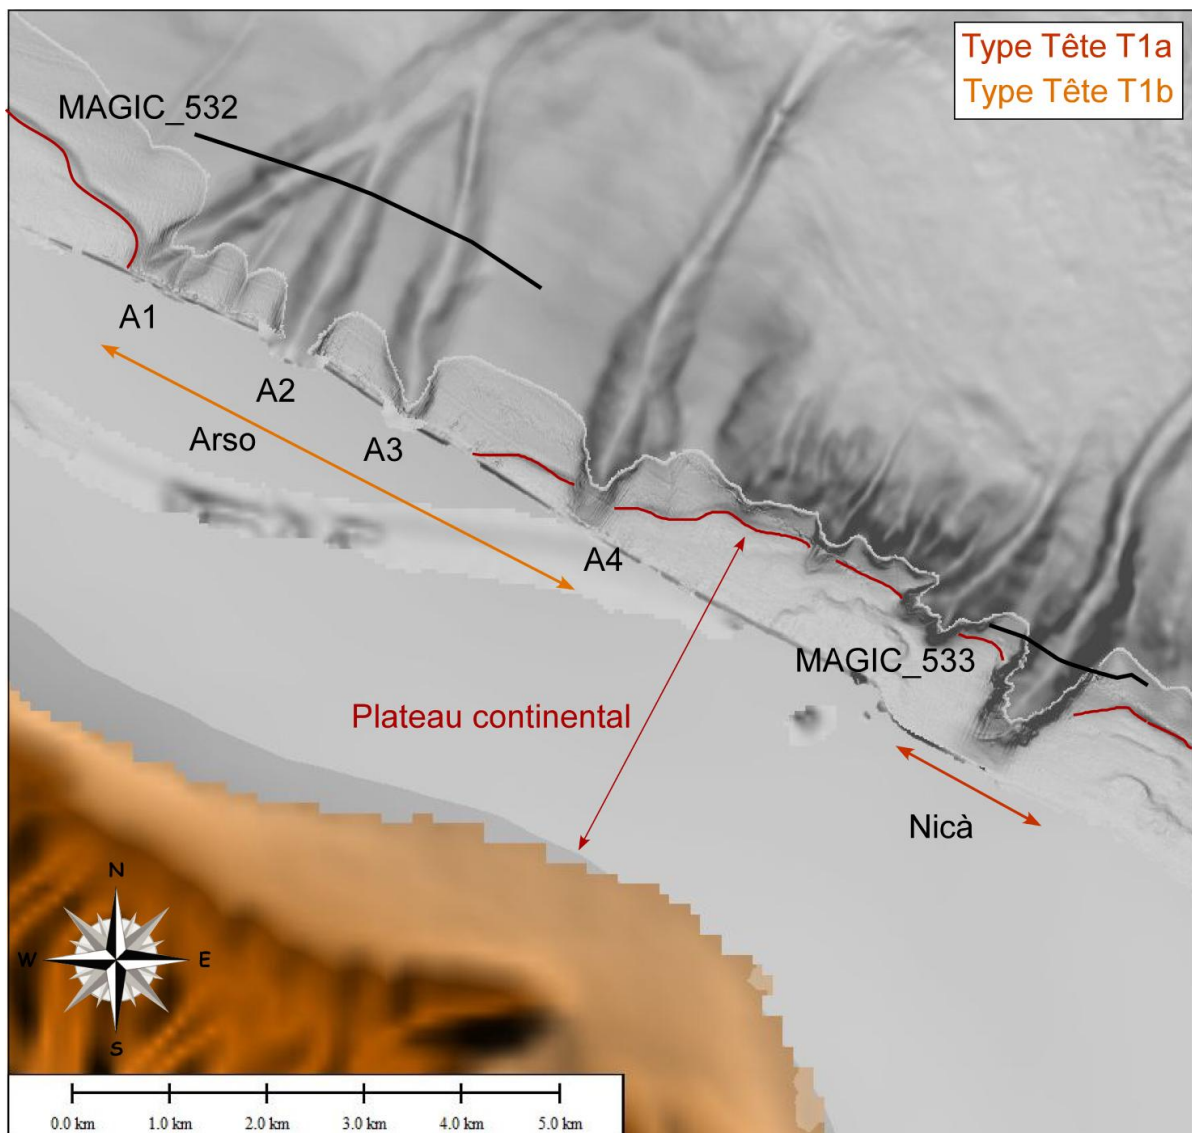 Type Tête T1a
Type Tête T1b
MAGIC_532
A1
A2
Arso
A3
A4
MAGIC_533
Plateau continental
Nicà
N
W
E
S
0.0 km 1.0 km 2.0 km 3.0 km 4.0 km 5.0 km